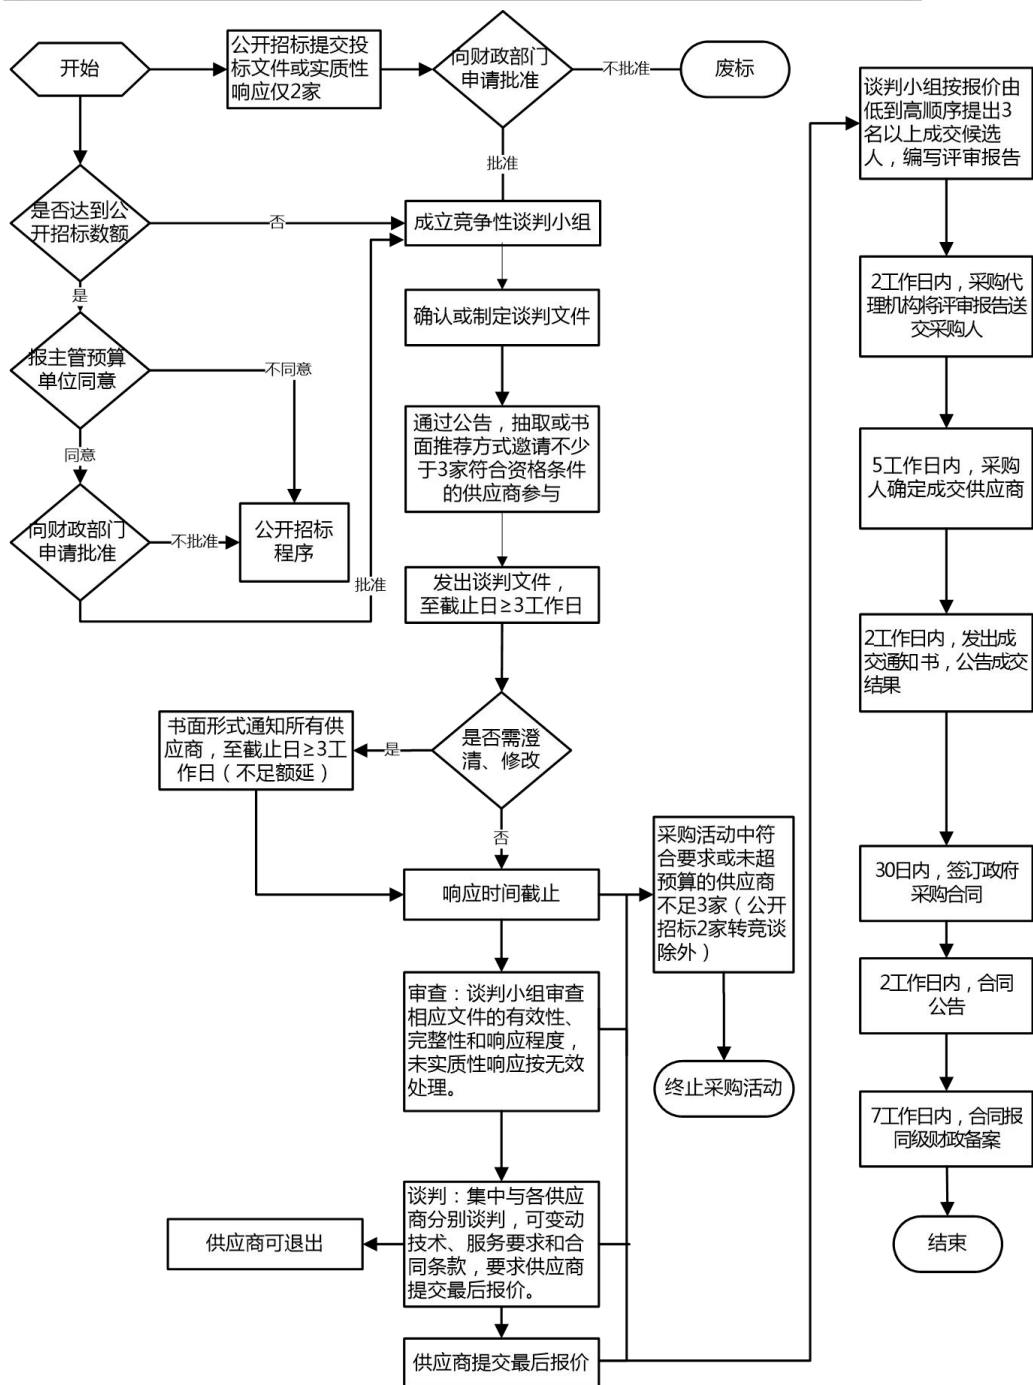 开始
公开招标提交投
标文件或实质性
响应仅2家
向财政部门
申请批准
不批准
废标
批准
是否达到公
开招标数额
否
成立竞争性谈判小组
是
确认或制定谈判文件
报主管预算
单位同意
不同意
同意
通过公告，抽取或书
面推荐方式邀请不少
于3家符合资格条件
的供应商参与
向财政部门
申请批准
不批准
公开招标
程序
批准
发出谈判文件，
至截止日≥3工作日
是否需澄
清、修改
是
书面形式通知所有供
应商，至截止日≥3工
作日（不足额延）
否
响应时间截止
采购活动中符
合要求或未超
预算的供应商
不足3家（公开
招标2家转竞谈
除外）
终止采购活动
审查：谈判小组审查
相应文件的有效性、
完整性和响应程度，
未实质性响应按无效
处理。
谈判：集中与各供应
商分别谈判，可变动
技术、服务要求和合
同条款，要求供应商
提交最后报价。
供应商可退出
供应商提交最后报价
谈判小组按报价由
低到高顺序提出3
名以上成交候选
人，编写评审报告
2工作日内，采购代
理机构将评审报告送
交采购人
5工作日内，采购
人确定成交供应商
2工作日内，发出成
交通知书，公告成交
结果
30日内，签订政府
采购合同
2工作日内，合同
公告
7工作日内，合同报
同级财政备案
结束